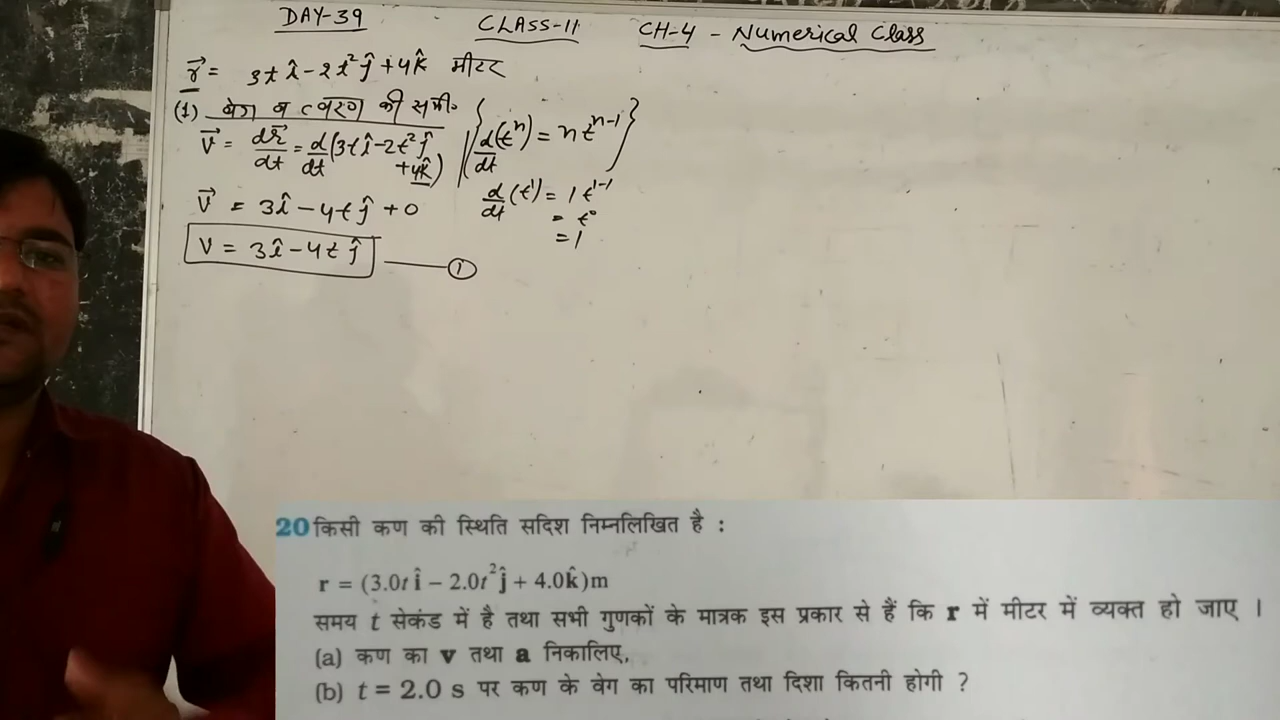 DAY-39 CLASS-11 CH-4 - Numerical Class
r⃗ = 3t î - 2t² ĵ + 4k̂ मीटर
(1) वेग व त्वरण की समी०
v⃗ = dr⃗/dt = d/dt (3t î - 2t² ĵ + 4k̂)
{d/dt (tⁿ) = n tⁿ⁻¹}
d/dt (t¹) = 1 t¹⁻¹
= t⁰
= 1
v⃗ = 3î - 4t ĵ + 0
V = 3î - 4t ĵ —— ①
20 किसी कण की स्थिति सदिश निम्नलिखित है :
r = (3.0t î − 2.0t² ĵ + 4.0k̂)m
समय t सेकंड में है तथा सभी गुणकों के मात्रक इस प्रकार से हैं कि r में मीटर में व्यक्त हो जाए ।
(a) कण का v तथा a निकालिए,
(b) t = 2.0 s पर कण के वेग का परिमाण तथा दिशा कितनी होगी ?